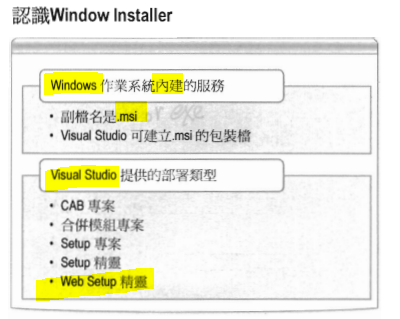 認識Window Installer
Windows 作業系統內建的服務
• 副檔名是.msi or exe
• Visual Studio 可建立.msi 的包裝檔
Visual Studio 提供的部署類型
• CAB 專案
• 合併模組專案
• Setup 專案
• Setup 精靈
• Web Setup 精靈